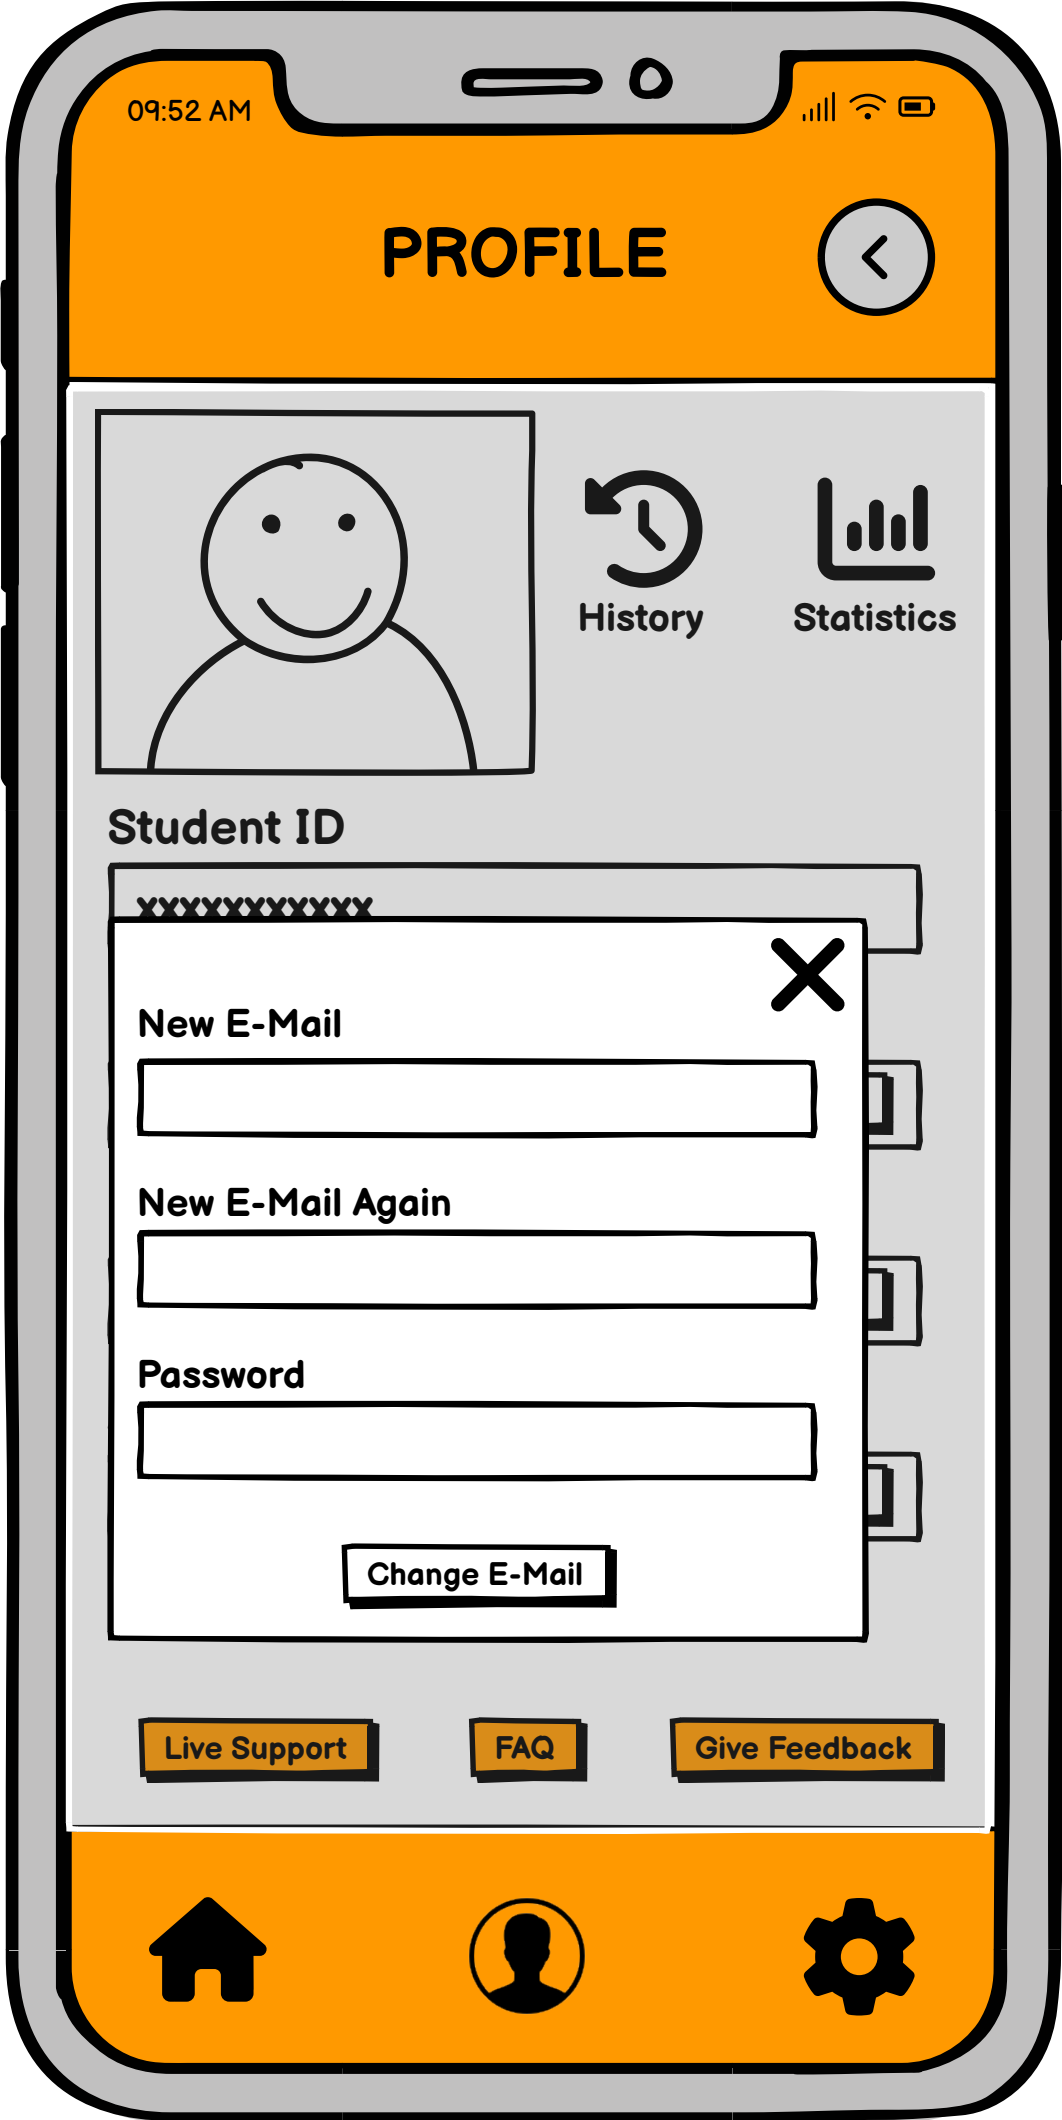 09:52 AM
PROFILE
History
Statistics
Student ID
xxxxxxxxxxx
New E-Mail
New E-Mail Again
Password
Change E-Mail
Live Support
FAQ
Give Feedback